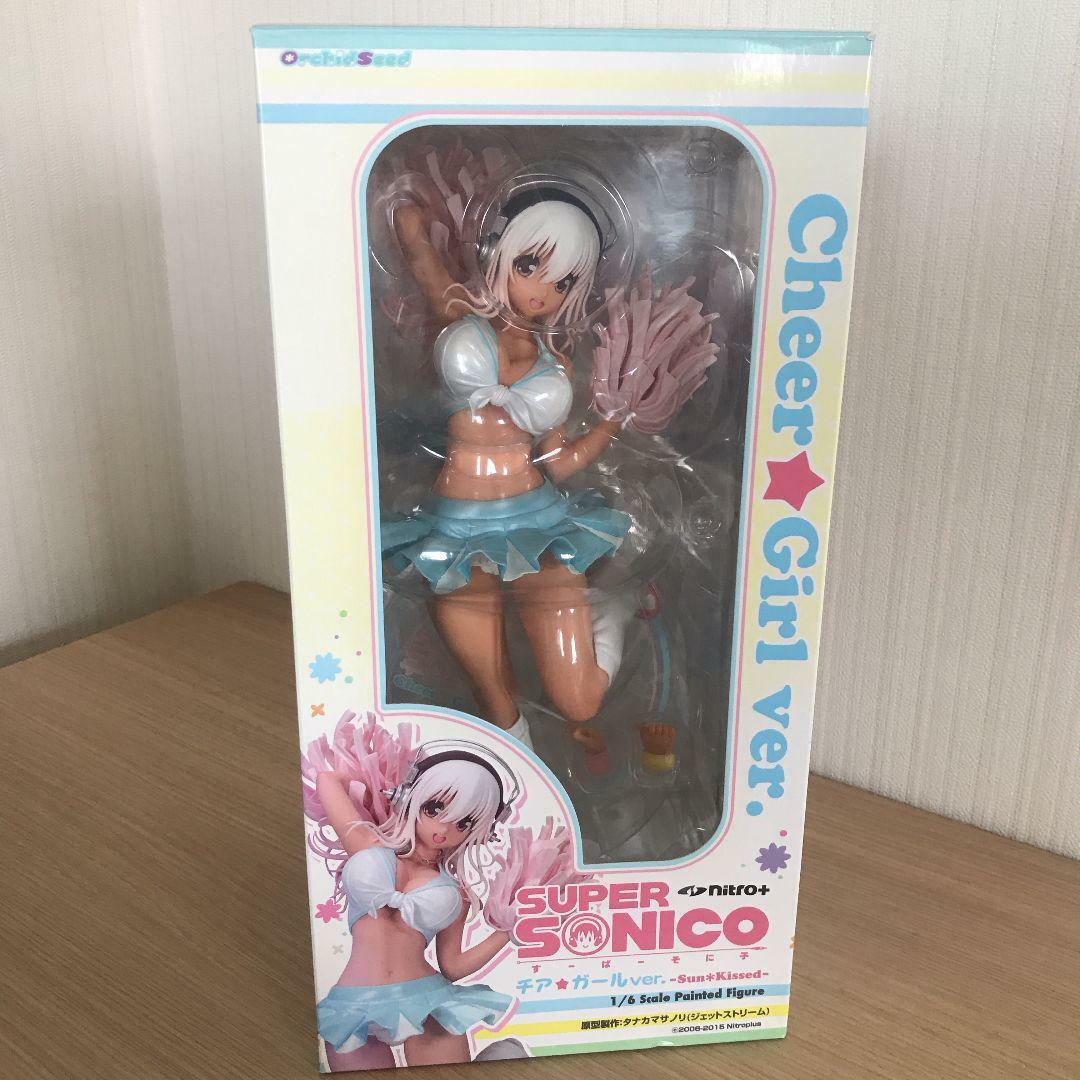 OrchidSeed
Cheer★Girl ver.
nitro+
SUPER
SONICO
すーぱーそに子
チア★ガールver. -Sun*Kissed-
1/6 Scale Painted Figure
原型製作:タナカマサノリ(ジェットストリーム)
©2006-2015 Nitroplus